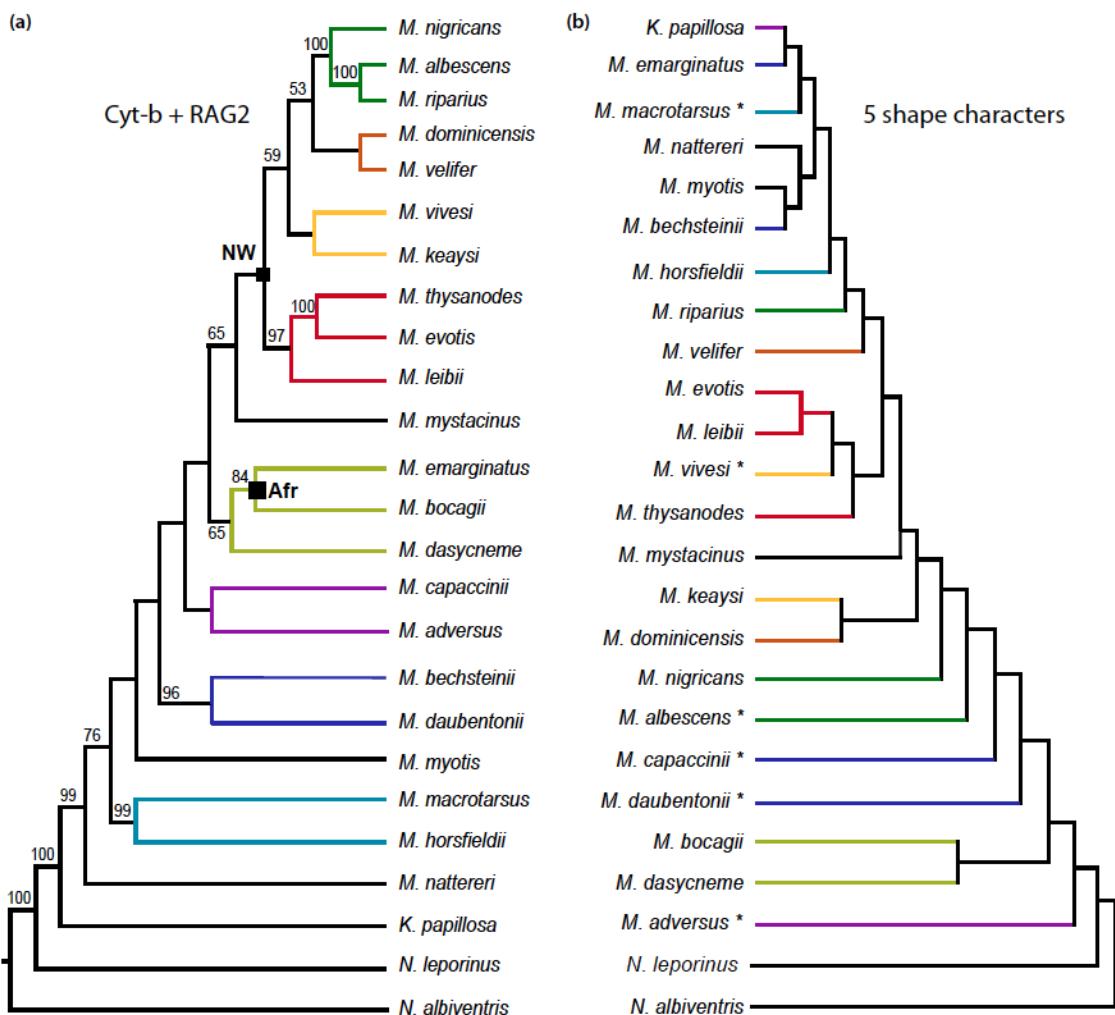 (a)
Cyt-b + RAG2
M. nigricans
100
M. albescens
100
M. riparius
53
M. dominicensis
M. velifer
59
M. vivesi
M. keaysi
NW
M. thysanodes
100
M. evotis
97
M. leibii
65
M. mystacinus
M. emarginatus
84
Afr
M. bocagii
65
M. dasycneme
M. capaccinii
M. adversus
M. bechsteinii
96
M. daubentonii
M. myotis
76
M. macrotarsus
99
M. horsfieldii
99
M. nattereri
100
K. papillosa
100
N. leporinus
N. albiventris
(b)
5 shape characters
K. papillosa
M. emarginatus
M. macrotarsus *
M. nattereri
M. myotis
M. bechsteinii
M. horsfieldii
M. riparius
M. velifer
M. evotis
M. leibii
M. vivesi *
M. thysanodes
M. mystacinus
M. keaysi
M. dominicensis
M. nigricans
M. albescens *
M. capaccinii *
M. daubentonii *
M. bocagii
M. dasycneme
M. adversus *
N. leporinus
N. albiventris